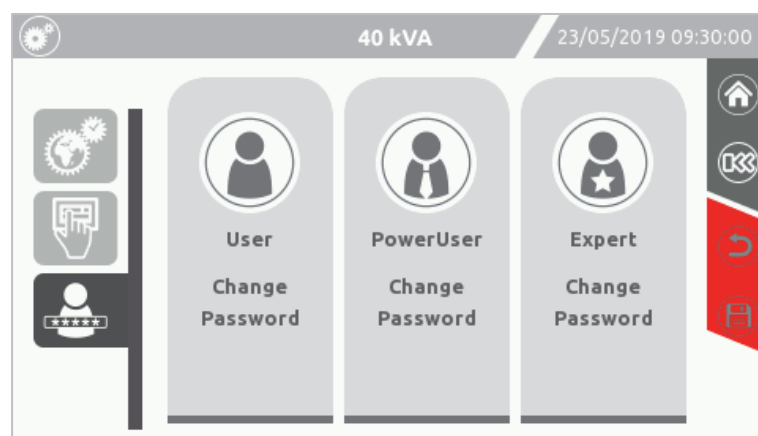 40 kVA
23/05/2019 09:30:00
User
Change
Password
PowerUser
Change
Password
Expert
Change
Password
*****